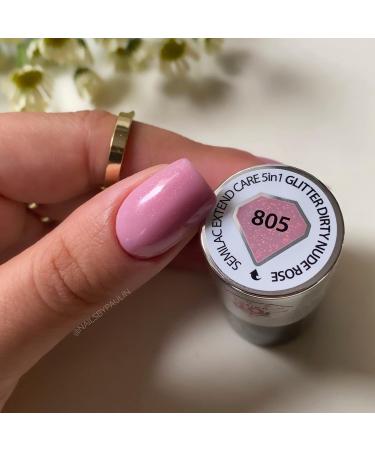 SEMILAC EXTEND CARE 5in1 GLITTER DIRTY NUDE ROSE
805
@NAILSBYPAULIN